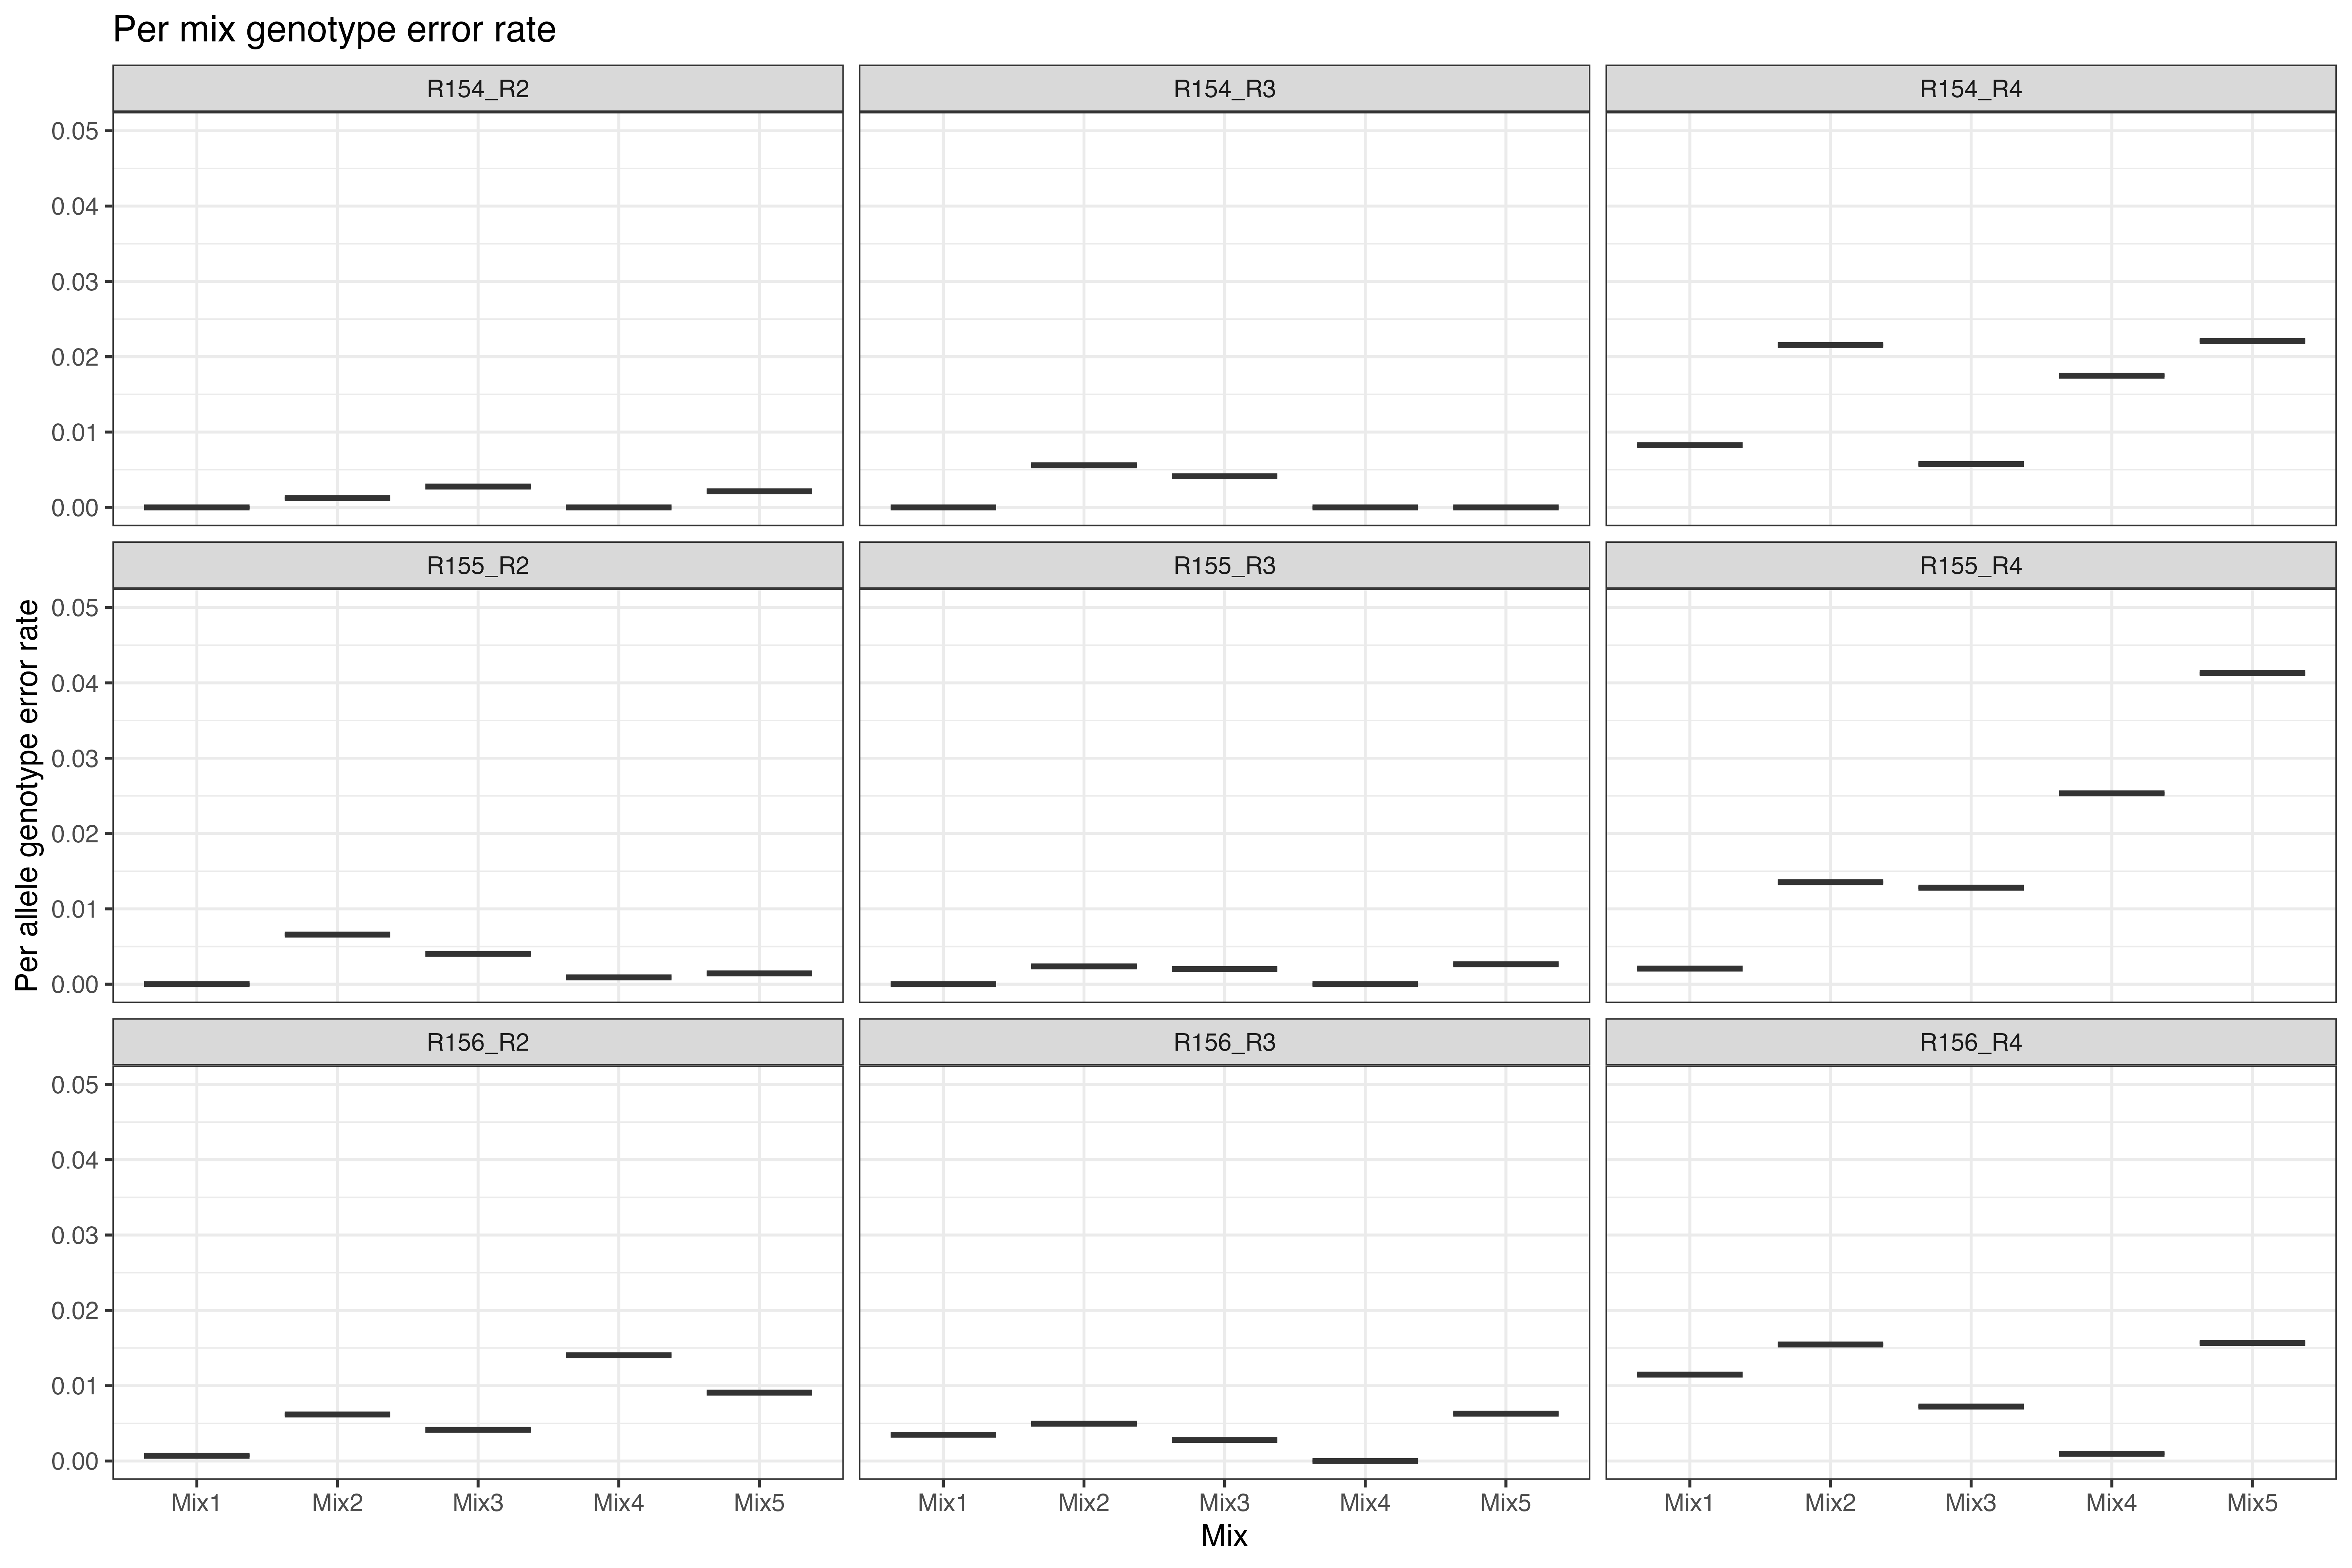 Per mix genotype error rate
R154_R2 R154_R3 R154_R4
0.05
0.04
0.03
0.02
0.01
0.00
R155_R2 R155_R3 R155_R4
0.05
0.04
0.03
0.02
0.01
0.00
Per allele genotype error rate
R156_R2 R156_R3 R156_R4
0.05
0.04
0.03
0.02
0.01
0.00
Mix1 Mix2 Mix3 Mix4 Mix5 Mix1 Mix2 Mix3 Mix4 Mix5 Mix1 Mix2 Mix3 Mix4 Mix5
Mix